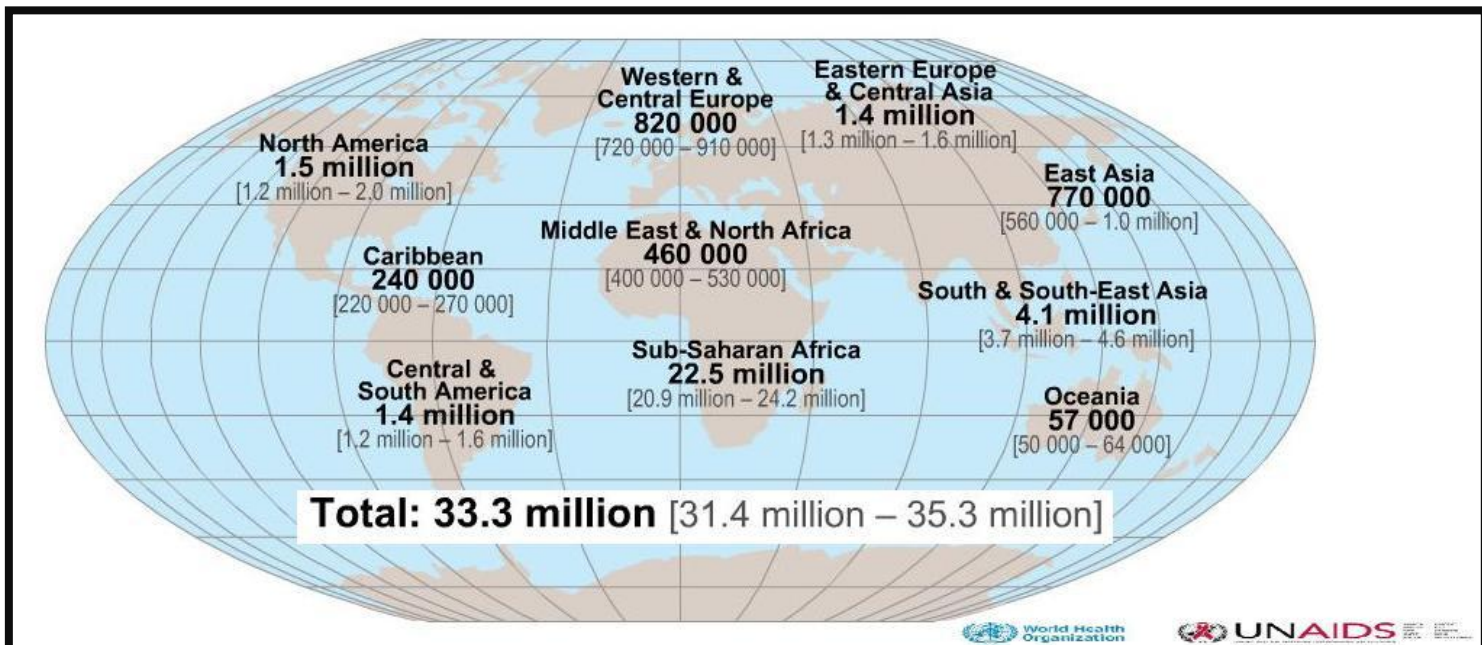 Western &
Central Europe
820 000
[720 000 – 910 000]
Eastern Europe
& Central Asia
1.4 million
[1.3 million – 1.6 million]
North America
1.5 million
[1.2 million – 2.0 million]
East Asia
770 000
[560 000 – 1.0 million]
Middle East & North Africa
460 000
[400 000 – 530 000]
Caribbean
240 000
[220 000 – 270 000]
South & South-East Asia
4.1 million
[3.7 million – 4.6 million]
Sub-Saharan Africa
22.5 million
[20.9 million – 24.2 million]
Central &
South America
1.4 million
[1.2 million – 1.6 million]
Oceania
57 000
[50 000 – 64 000]
Total: 33.3 million [31.4 million – 35.3 million]
World Health
Organization
UNAIDS